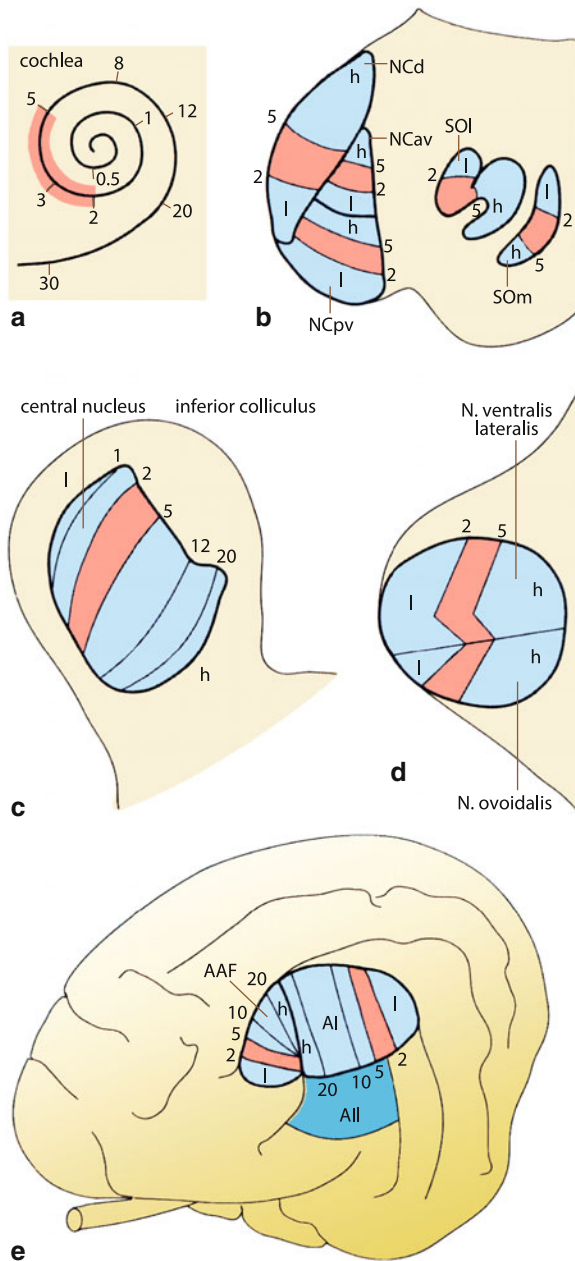 cochlea
8
5
12
1
0.5
3
2
20
30
a
h
NCd
NCav
5
h
SOl
2
5
2
2
h
l
l
h
5
h
5
l
2
SOm
NCpv
b
central nucleus
inferior colliculus
l
1
2
5
12
20
h
c
N. ventralis
lateralis
2
5
l
h
l
h
N. ovoidalis
d
AAF
20
10
h
5
AI
l
2
h
l
2
5
10
20
AII
e